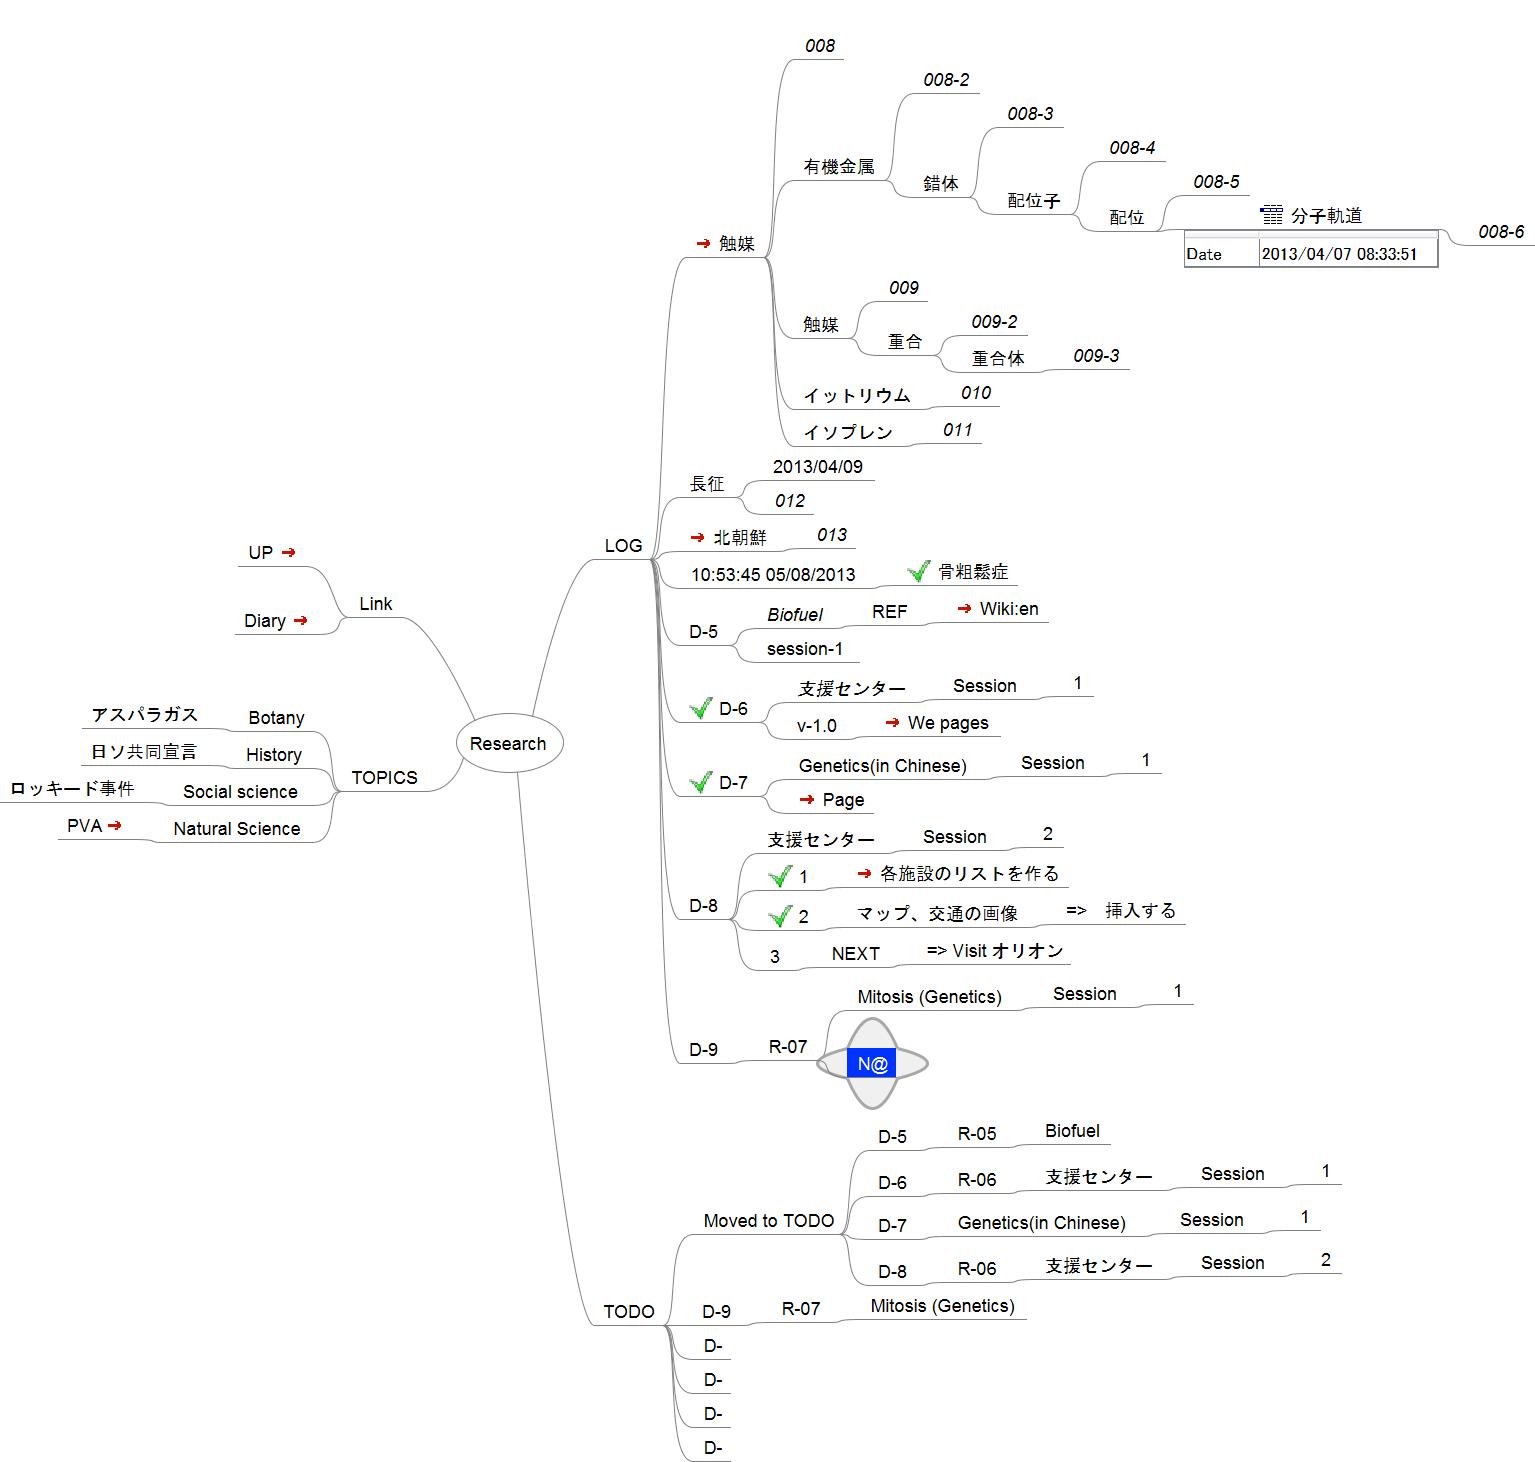 Research
Link
UP
Diary
TOPICS
Botany
アスパラガス
History
日ソ共同宣言
Social science
ロッキード事件
Natural Science
PVA
LOG
触媒
008
有機金属
008-2
錯体
008-3
配位子
008-4
配位
008-5
分子軌道
Date 2013/04/07 08:33:51
008-6
触媒
009
重合
009-2
重合体
009-3
イットリウム
010
イソプレン
011
長征
2013/04/09
012
北朝鮮
013
10:53:45 05/08/2013
骨粗鬆症
D-5
Biofuel
REF
Wiki:en
session-1
D-6
支援センター
Session
1
v-1.0
We pages
D-7
Genetics(in Chinese)
Session
1
Page
D-8
支援センター
Session
2
1
各施設のリストを作る
2
マップ、交通の画像
=> 挿入する
3
NEXT
=> Visit オリオン
D-9
R-07
Mitosis (Genetics)
Session
1
N@
TODO
Moved to TODO
D-5
R-05
Biofuel
D-6
R-06
支援センター
Session
1
D-7
Genetics(in Chinese)
Session
1
D-8
R-06
支援センター
Session
2
D-9
R-07
Mitosis (Genetics)
D-
D-
D-
D-